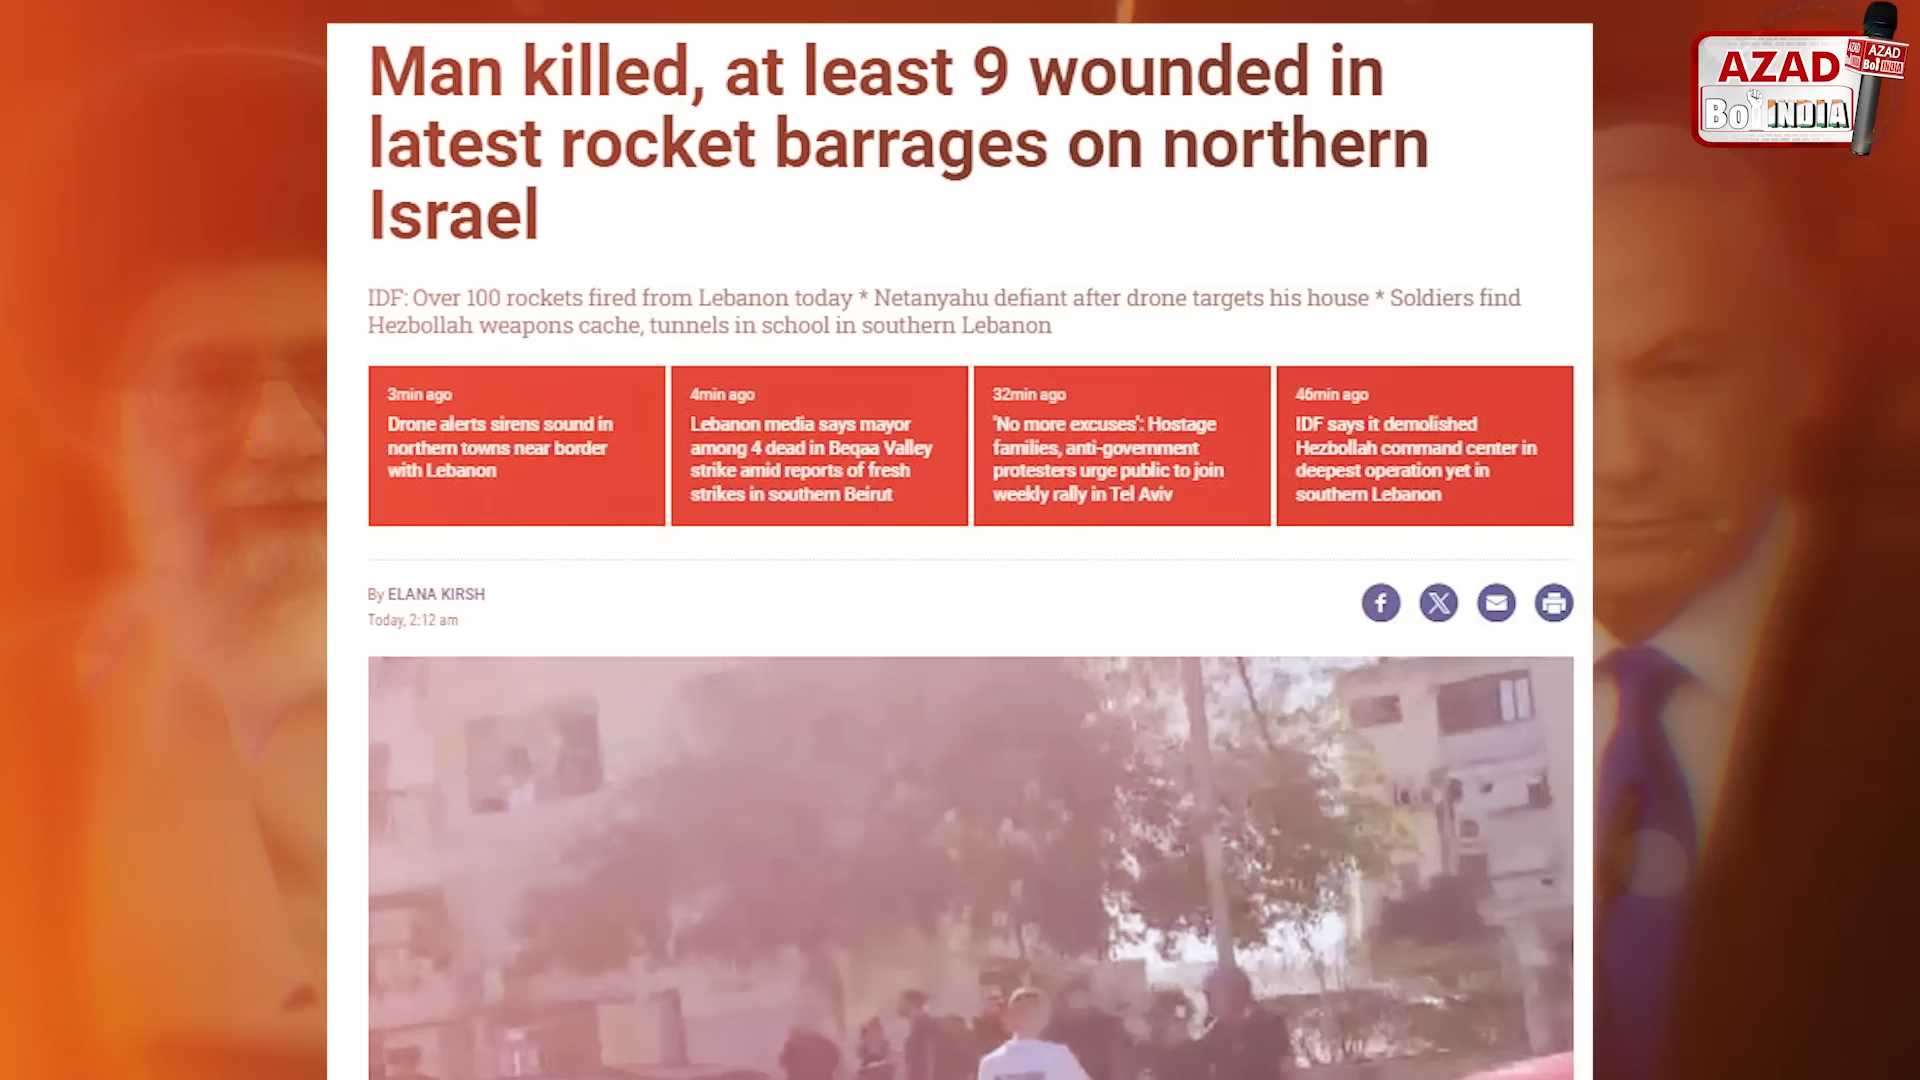 Man killed, at least 9 wounded in
latest rocket barrages on northern
Israel
IDF: Over 100 rockets fired from Lebanon today * Netanyahu defiant after drone targets his house * Soldiers find
Hezbollah weapons cache, tunnels in school in southern Lebanon
3min ago
Drone alerts sirens sound in
northern towns near border
with Lebanon
4min ago
Lebanon media says mayor
among 4 dead in Beqaa Valley
strike amid reports of fresh
strikes in southern Beirut
32min ago
'No more excuses': Hostage
families, anti-government
protesters urge public to join
weekly rally in Tel Aviv
46min ago
IDF says it demolished
Hezbollah command center in
deepest operation yet in
southern Lebanon
By ELANA KIRSH
Today, 2:12 am
AZAD
Bol INDIA
AZAD
Bol INDIA
AZAD